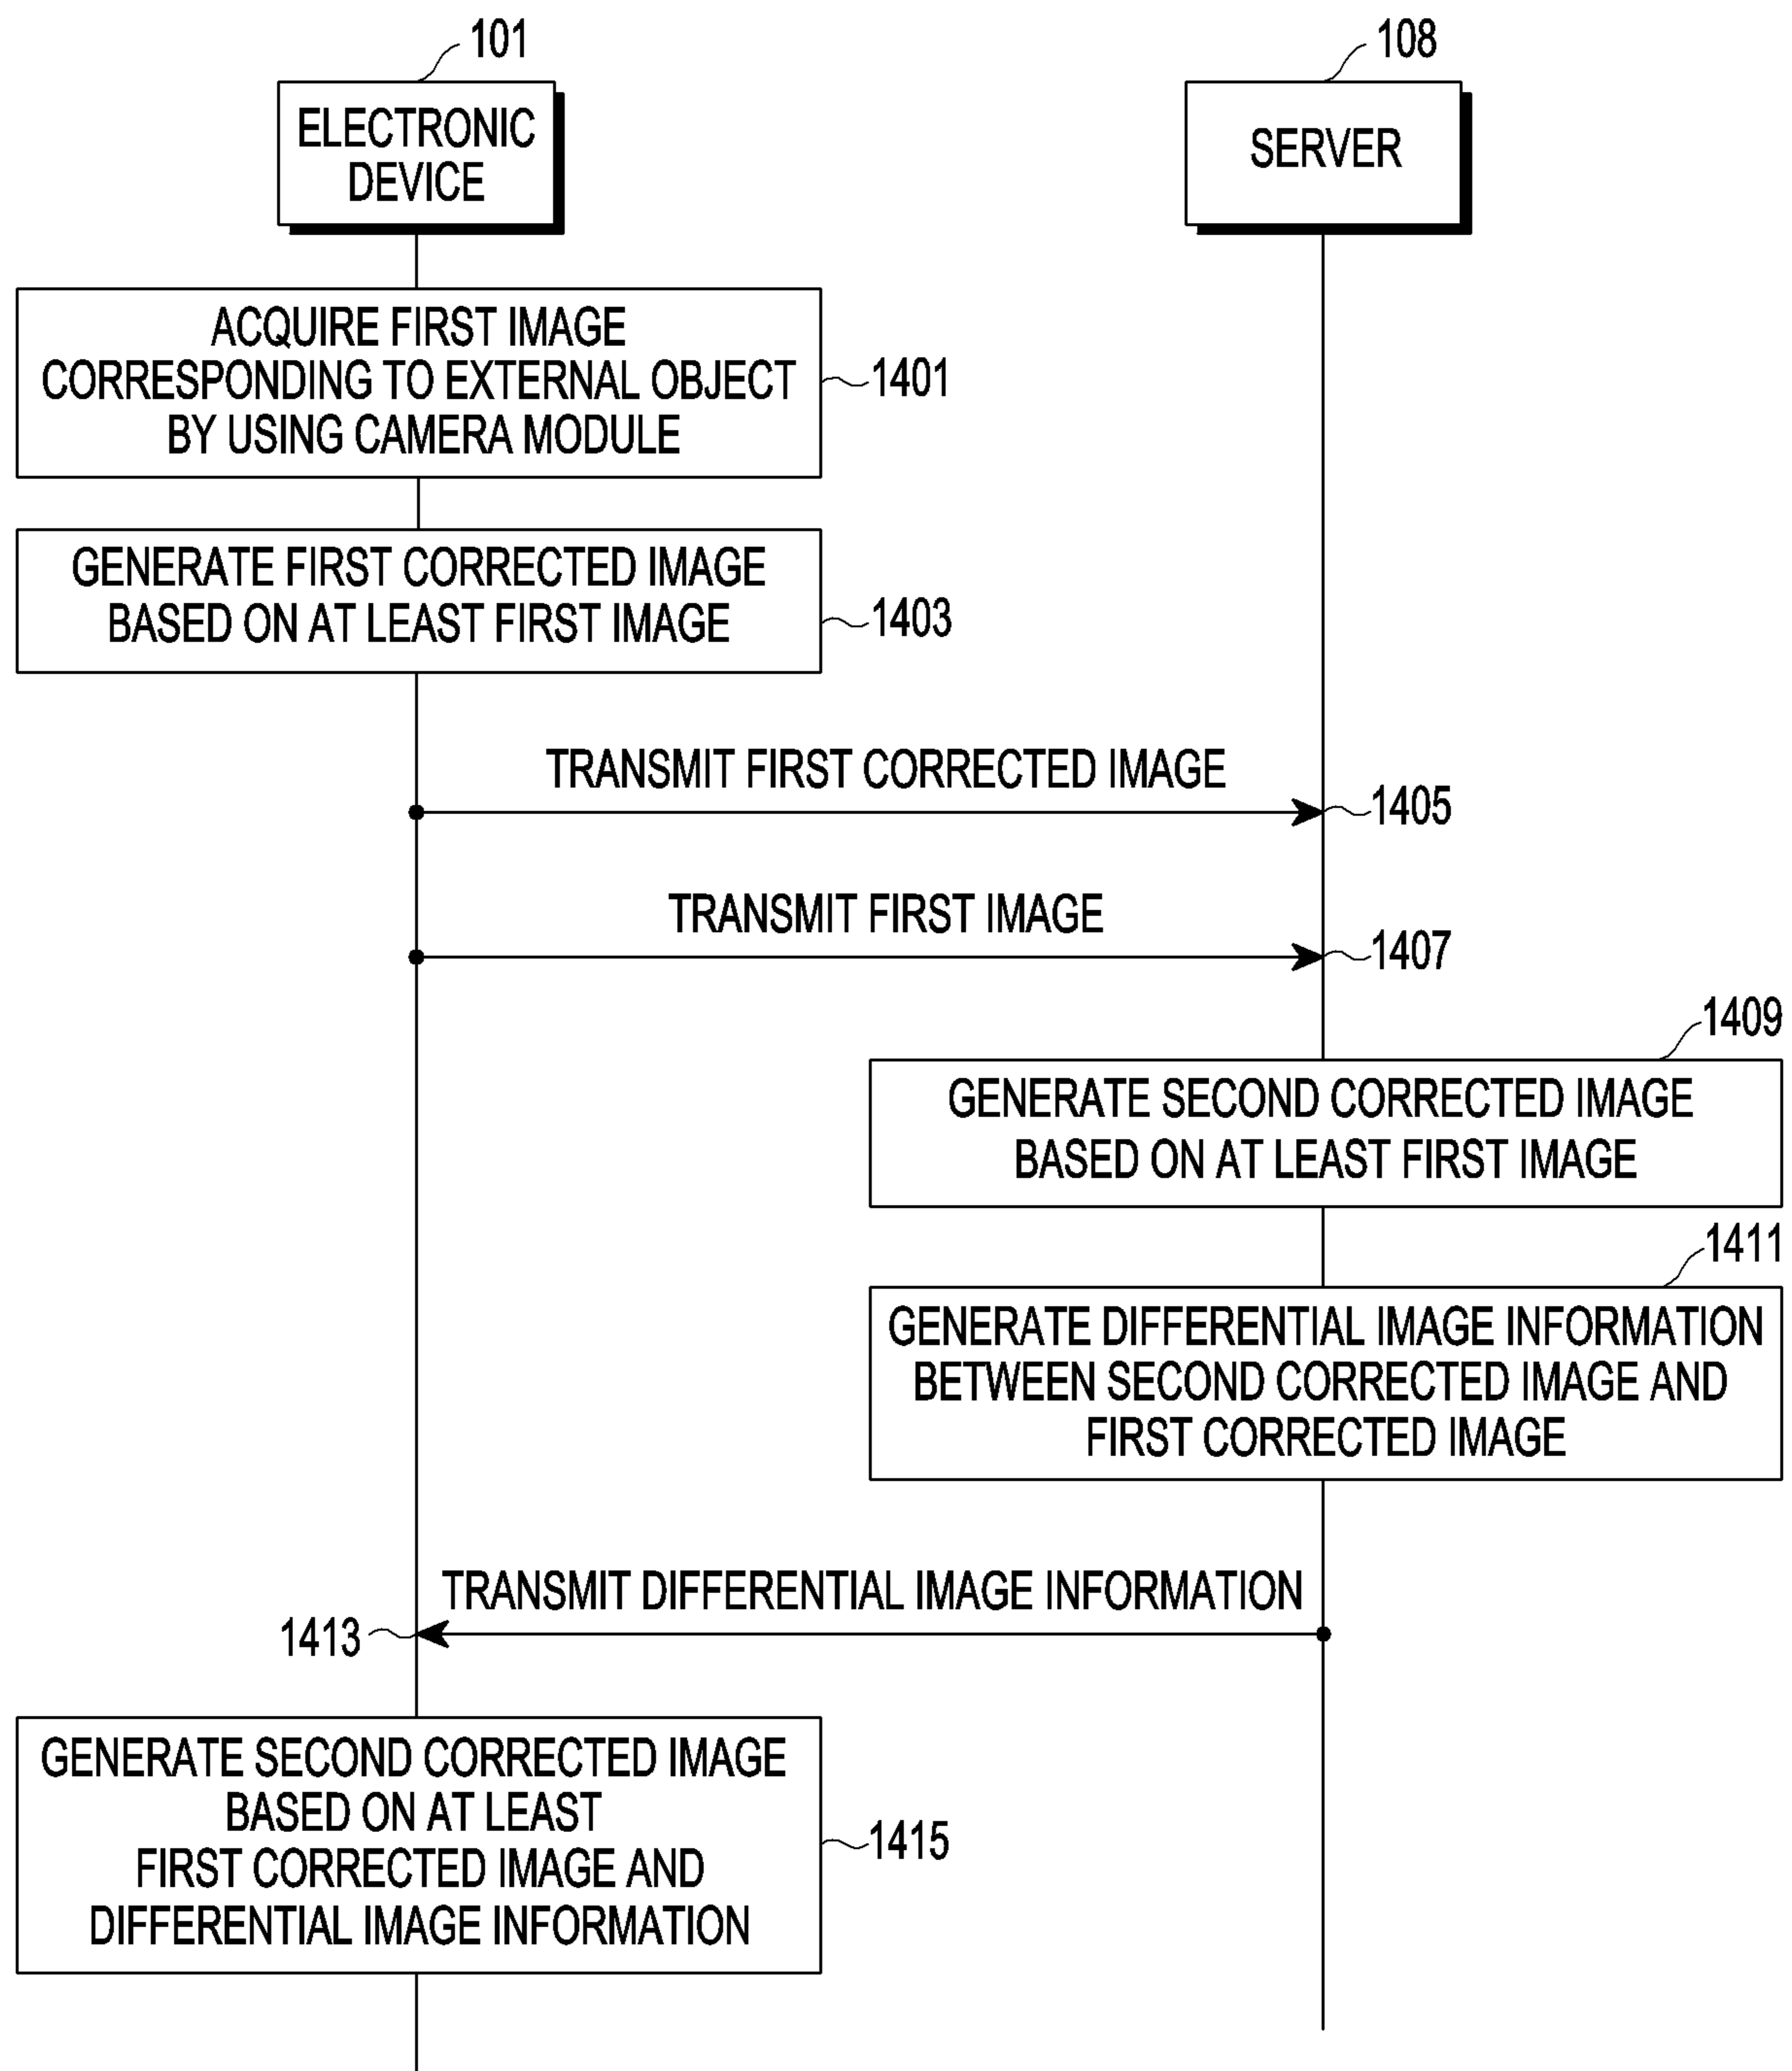 101
108
ELECTRONIC
DEVICE
SERVER
ACQUIRE FIRST IMAGE
CORRESPONDING TO EXTERNAL OBJECT
BY USING CAMERA MODULE
1401
GENERATE FIRST CORRECTED IMAGE
BASED ON AT LEAST FIRST IMAGE
1403
TRANSMIT FIRST CORRECTED IMAGE
1405
TRANSMIT FIRST IMAGE
1407
1409
GENERATE SECOND CORRECTED IMAGE
BASED ON AT LEAST FIRST IMAGE
1411
GENERATE DIFFERENTIAL IMAGE INFORMATION
BETWEEN SECOND CORRECTED IMAGE AND
FIRST CORRECTED IMAGE
TRANSMIT DIFFERENTIAL IMAGE INFORMATION
1413
GENERATE SECOND CORRECTED IMAGE
BASED ON AT LEAST
FIRST CORRECTED IMAGE AND
DIFFERENTIAL IMAGE INFORMATION
1415